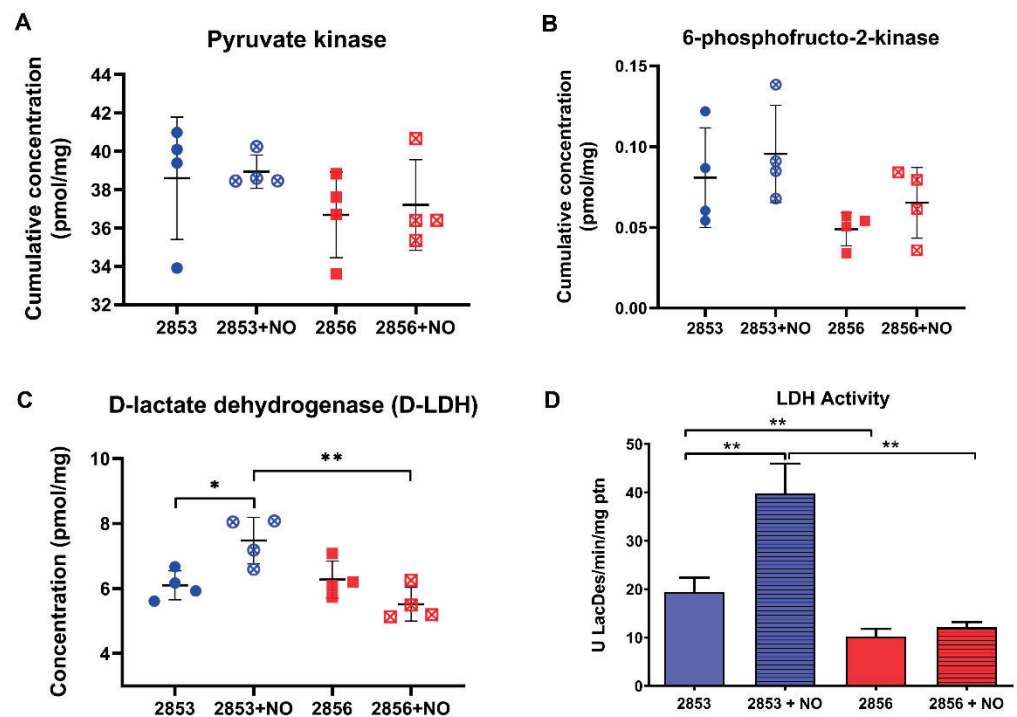 A
Pyruvate kinase
Cumulative concentration
(pmol/mg)
44
42
40
38
36
34
32
2853
2853+NO
2856
2856+NO
B
6-phosphofructo-2-kinase
Cumulative concentration
(pmol/mg)
0.15
0.10
0.05
0.00
2853
2853+NO
2856
2856+NO
C
D-lactate dehydrogenase (D-LDH)
Concentration (pmol/mg)
10
8
6
4
*
**
2853
2853+NO
2856
2856+NO
D
LDH Activity
U LacDes/min/mg ptn
50
40
30
20
10
0
**
**
**
2853
2853 + NO
2856
2856 + NO